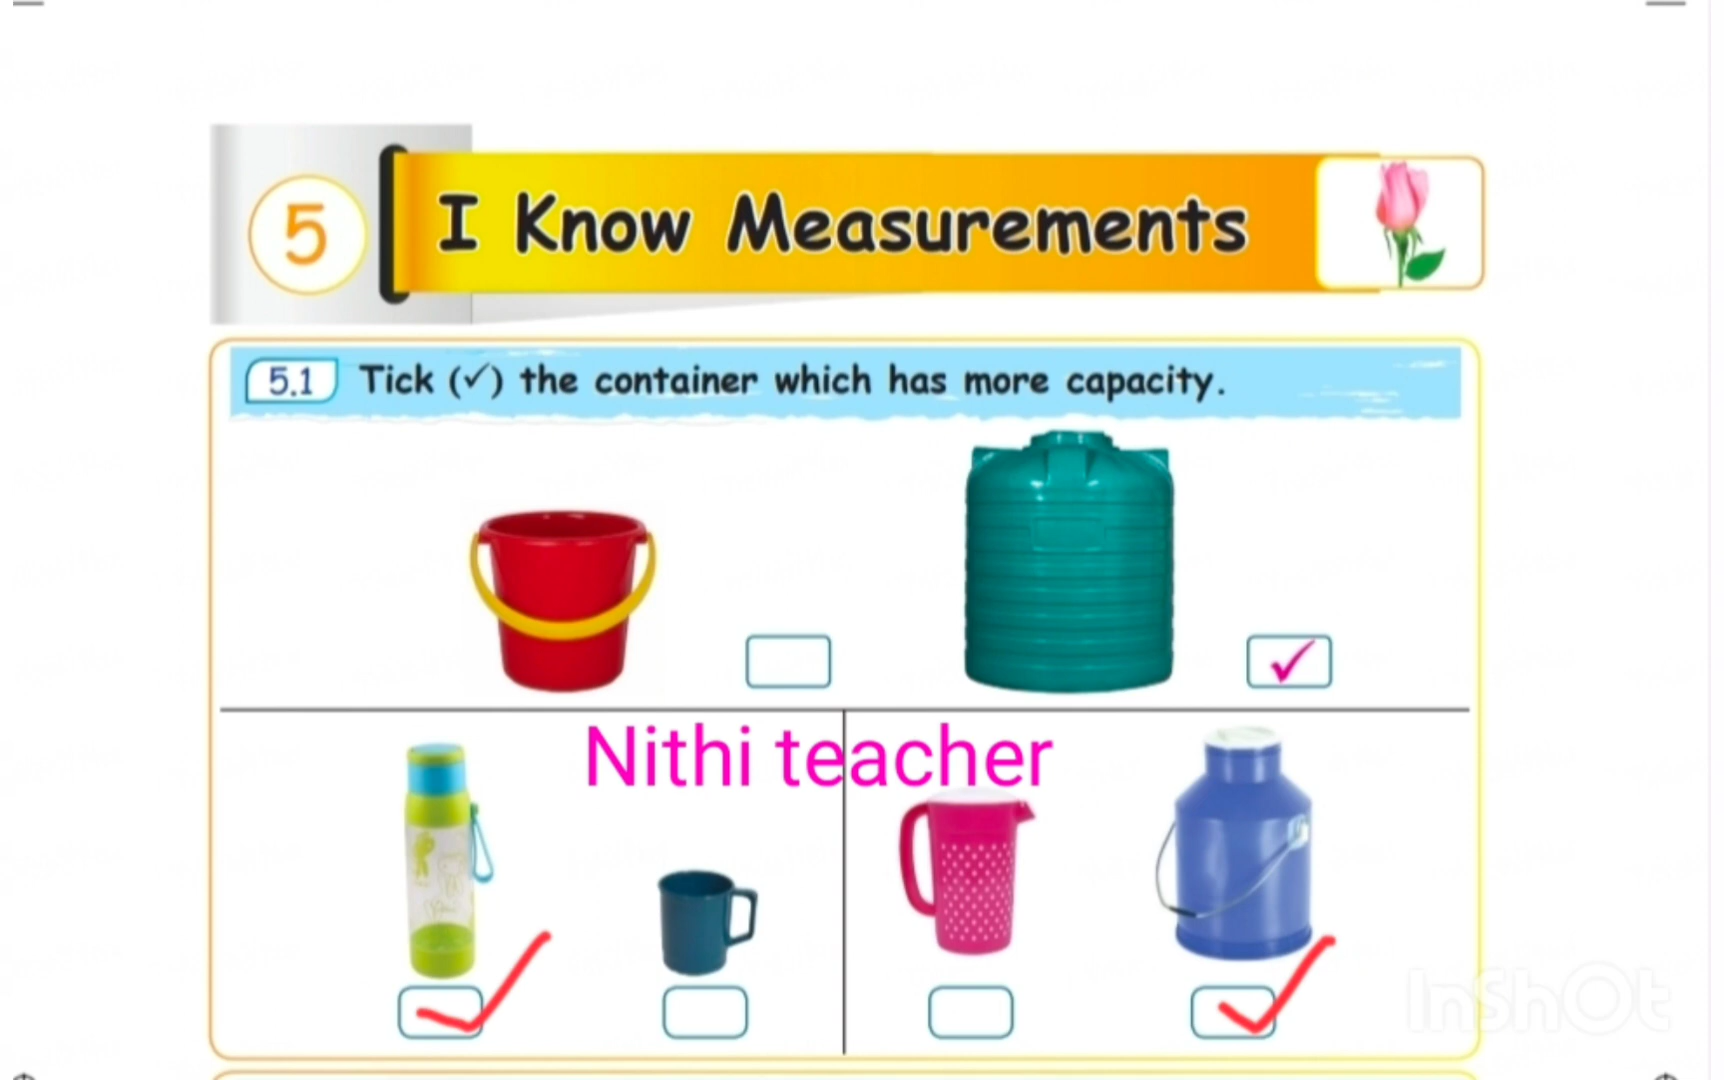 5
I Know Measurements
5.1 Tick (✓) the container which has more capacity.
Nithi teacher
InShOt